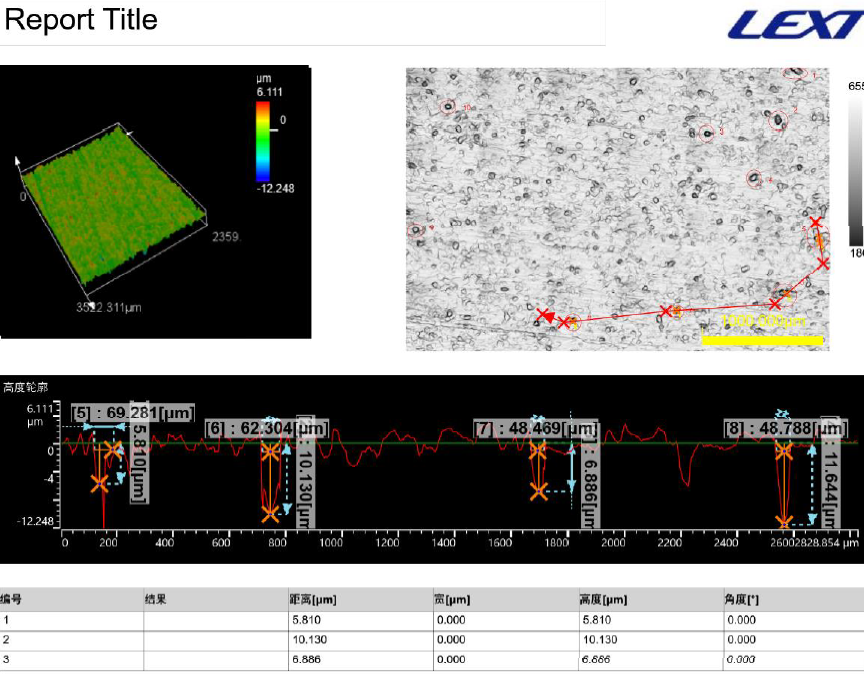 Report Title
LEXT
µm
6.111
0
-12.248
0
2359.
3522.311µm
10
1
2
3
4
5
9
1000.000µm
655
186
高度轮廓
6.111
µm
0
-4
-12.248
[5] : 69.281[µm]
5.810[µm]
[6] : 62.304[µm]
10.130[µm]
[7] : 48.469[µm]
6.886[µm]
[8] : 48.788[µm]
11.644[µm]
0 200 400 600 800 1000 1200 1400 1600 1800 2000 2200 2400 2600 2828.854 µm
编号 结果 距离[µm] 宽[µm] 高度[µm] 角度[°]
1 5.810 0.000 5.810 0.000
2 10.130 0.000 10.130 0.000
3 6.886 0.000 6.886 0.000